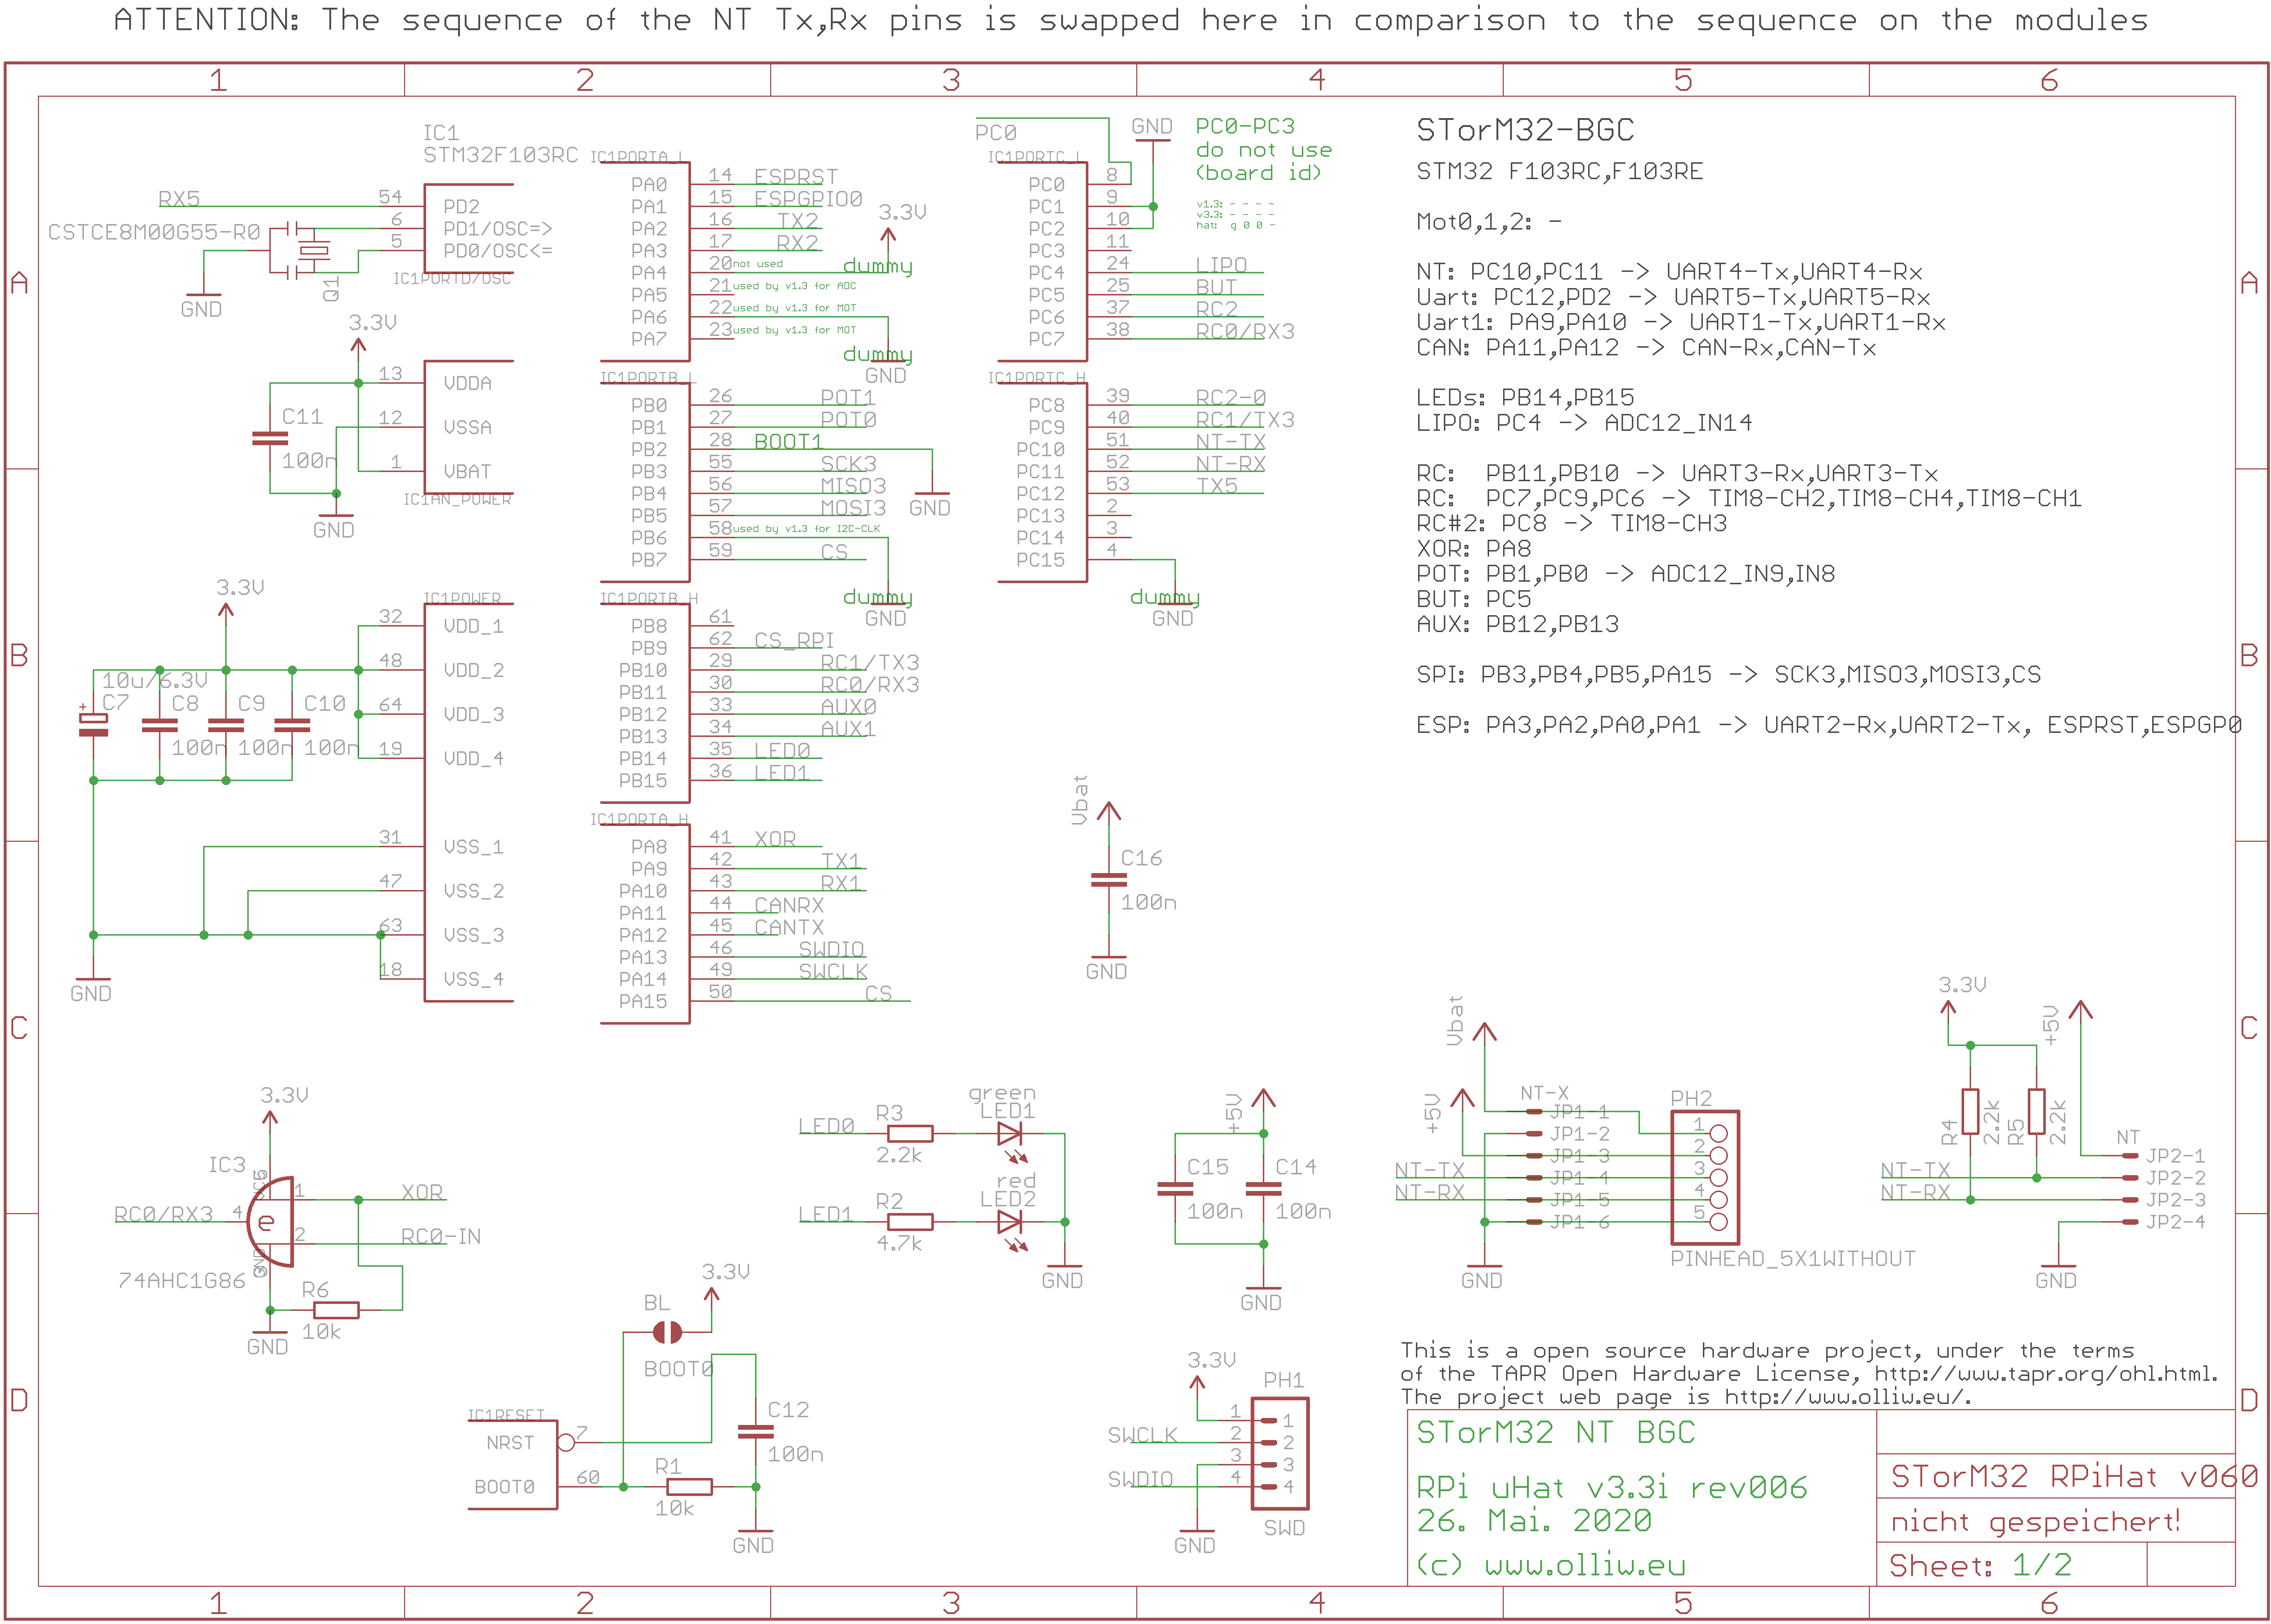 ATTENTION: The sequence of the NT Tx,Rx pins is swapped here in comparison to the sequence on the modules
1 2 3 4 5 6
A
B
C
D
IC1
STM32F103RC
RX5
CSTCE8M00G55-R0
Q1
GND
54 PD2
6 PD1/OSC=>
5 PD0/OSC<=
IC1PORTD/OSC
3.3V
13 VDDA
12 VSSA
1 VBAT
C11
100n
IC1AN_POWER
GND
IC1PORTA_L
PA0 14 ESPRST
PA1 15 ESPGPIO0
PA2 16 TX2
PA3 17 RX2
PA4 20 not used
PA5 21 used by v1.3 for ADC
PA6 22 used by v1.3 for MOT
PA7 23 used by v1.3 for MOT
3.3V
dummy
dummy
GND
IC1PORTB_L
PB0 26 POT1
PB1 27 POT0
PB2 28 BOOT1
PB3 55 SCK3
PB4 56 MISO3
PB5 57 MOSI3
PB6 58 used by v1.3 for I2C-CLK
PB7 59 CS
GND
dummy
GND
IC1PORTB_H
PB8 61
PB9 62 CS_RPI
PB10 29 RC1/TX3
PB11 30 RC0/RX3
PB12 33 AUX0
PB13 34 AUX1
PB14 35 LED0
PB15 36 LED1
IC1PORTA_H
PA8 41 XOR
PA9 42 TX1
PA10 43 RX1
PA11 44 CANRX
PA12 45 CANTX
PA13 46 SWDIO
PA14 49 SWCLK
PA15 50 CS
PC0
GND
PC0-PC3
do not use
(board id)
v1.3: - - - -
v3.3: - - - -
hat: g 0 0 -
IC1PORTC_L
PC0 8
PC1 9
PC2 10
PC3 11
PC4 24 LIPO
PC5 25 BUT
PC6 37 RC2
PC7 38 RC0/RX3
IC1PORTC_H
PC8 39 RC2-0
PC9 40 RC1/TX3
PC10 51 NT-TX
PC11 52 NT-RX
PC12 53 TX5
PC13 2
PC14 3
PC15 4
dummy
GND
3.3V
IC1POWER
32 VDD_1
48 VDD_2
64 VDD_3
19 VDD_4
31 VSS_1
47 VSS_2
63 VSS_3
18 VSS_4
10u/6.3V
+
C7 C8 C9 C10
100n 100n 100n
GND
Vbat
C16
100n
GND
STorM32-BGC
STM32 F103RC,F103RE
Mot0,1,2: -
NT: PC10,PC11 -> UART4-Tx,UART4-Rx
Uart: PC12,PD2 -> UART5-Tx,UART5-Rx
Uart1: PA9,PA10 -> UART1-Tx,UART1-Rx
CAN: PA11,PA12 -> CAN-Rx,CAN-Tx
LEDs: PB14,PB15
LIPO: PC4 -> ADC12_IN14
RC: PB11,PB10 -> UART3-Rx,UART3-Tx
RC: PC7,PC9,PC6 -> TIM8-CH2,TIM8-CH4,TIM8-CH1
RC#2: PC8 -> TIM8-CH3
XOR: PA8
POT: PB1,PB0 -> ADC12_IN9,IN8
BUT: PC5
AUX: PB12,PB13
SPI: PB3,PB4,PB5,PA15 -> SCK3,MISO3,MOSI3,CS
ESP: PA3,PA2,PA0,PA1 -> UART2-Rx,UART2-Tx, ESPRST,ESPGP0
3.3V
IC3
VCC5
RC0/RX3 4 e
1 XOR
2 RC0-IN
GND 3
74AHC1G86
R6
10k
GND
LED0 R3
2.2k
green
LED1
LED1 R2
4.7k
red
LED2
GND
+5V
C15 C14
100n 100n
GND
Vbat
+5V
NT-X
JP1-1
JP1-2
JP1-3
NT-TX JP1-4
NT-RX JP1-5
JP1-6
GND
PH2
1
2
3
4
5
PINHEAD_5X1WITHOUT
3.3V
+5V
R4 2.2k
R5 2.2k
NT
JP2-1
NT-TX JP2-2
NT-RX JP2-3
JP2-4
GND
3.3V
BL
BOOT0
IC1RESET
NRST 7
BOOT0 60
R1
10k
C12
100n
GND
3.3V
PH1
1 1
SWCLK 2 2
3 3
SWDIO 4 4
SWD
GND
This is a open source hardware project, under the terms
of the TAPR Open Hardware License, http://www.tapr.org/ohl.html.
The project web page is http://www.olliw.eu/.
STorM32 NT BGC
RPi uHat v3.3i rev006
26. Mai. 2020
(c) www.olliw.eu
STorM32 RPiHat v060
nicht gespeichert!
Sheet: 1/2
A
B
C
D
1 2 3 4 5 6